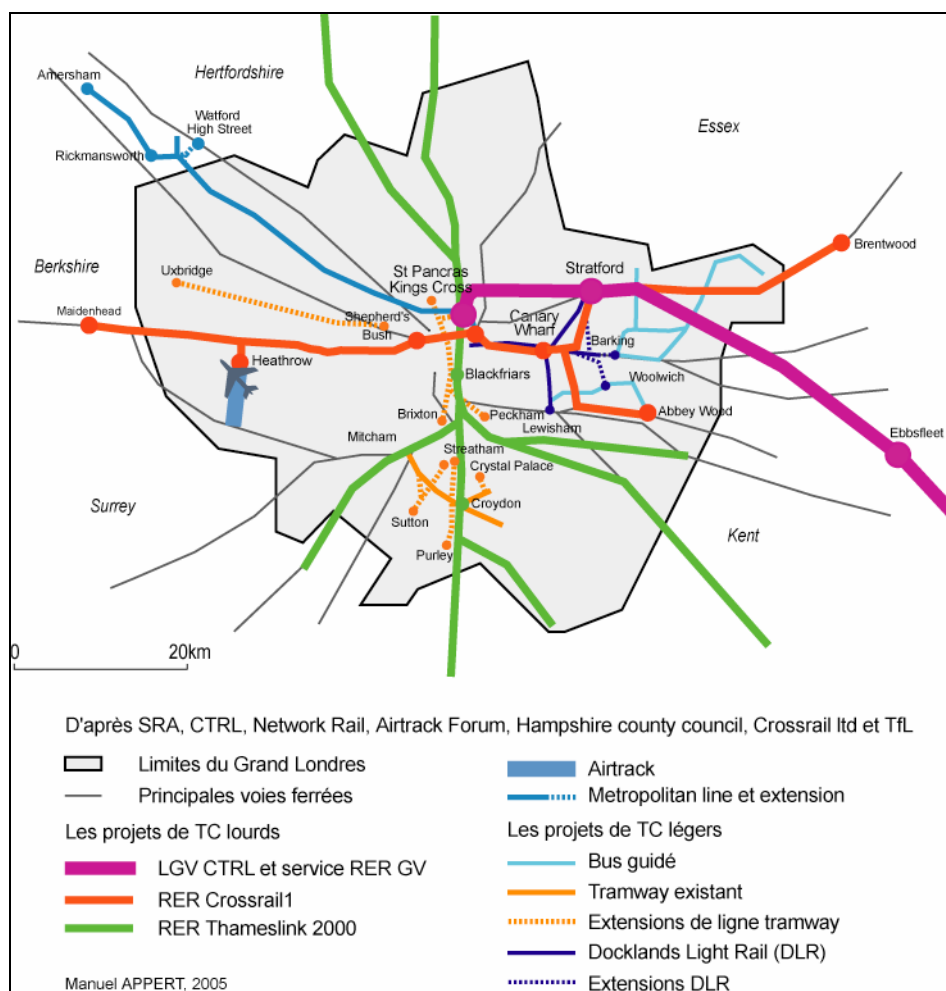 Amersham
Hertfordshire
Watford
High Street
Essex
Rickmansworth
Brentwood
Berkshire
Uxbridge
St Pancras
Kings Cross
Stratford
Maidenhead
Shepherd's
Bush
Canary
Wharf
Barking
Heathrow
Blackfriars
Woolwich
Brixton
Peckham
Lewisham
Abbey Wood
Mitcham
Streatham
Crystal Palace
Ebbsfleet
Surrey
Sutton
Croydon
Kent
Purley
0
20km
D'après SRA, CTRL, Network Rail, Airtrack Forum, Hampshire county council, Crossrail ltd et TfL
Limites du Grand Londres
Principales voies ferrées
Les projets de TC lourds
LGV CTRL et service RER GV
RER Crossrail1
RER Thameslink 2000
Airtrack
Metropolitan line et extension
Les projets de TC légers
Bus guidé
Tramway existant
Extensions de ligne tramway
Docklands Light Rail (DLR)
Extensions DLR
Manuel APPERT, 2005